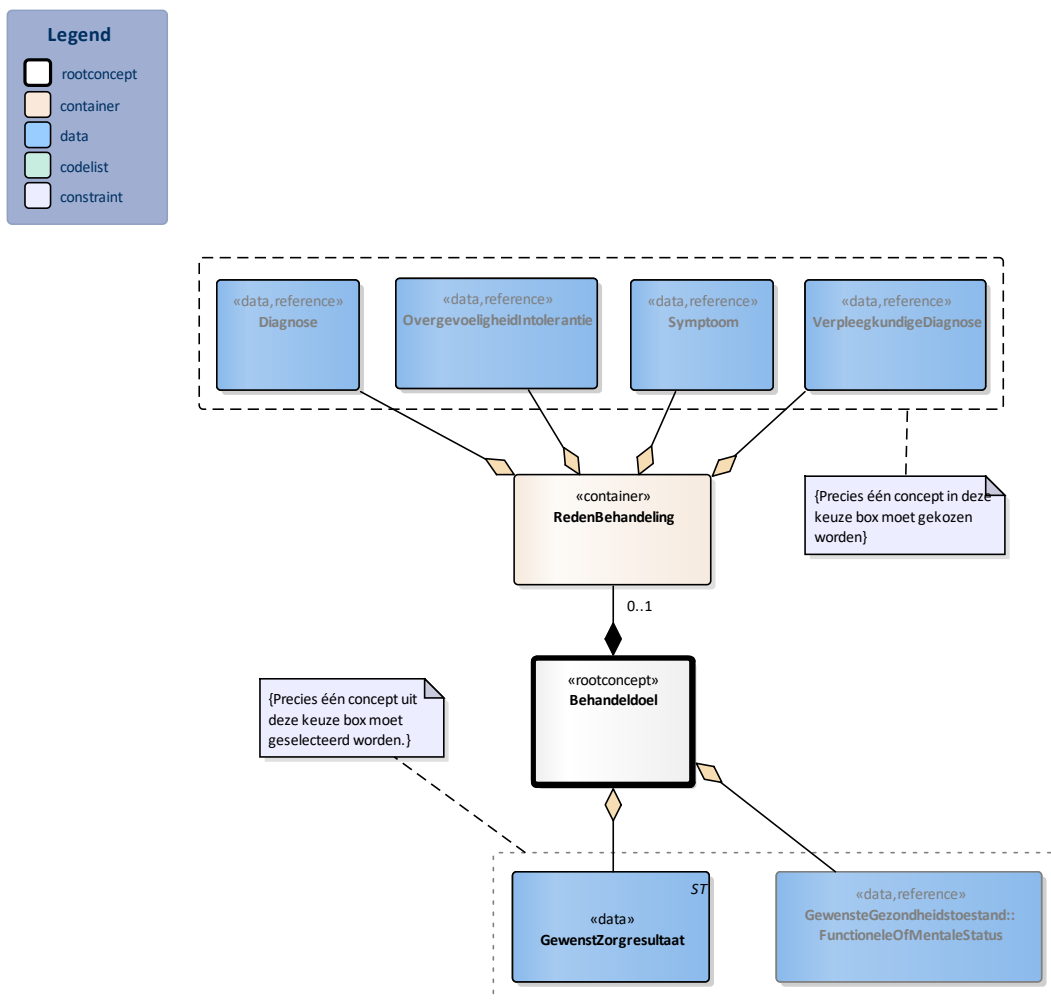 Legend
rootconcept
container
data
codelist
constraint
«data,reference»
Diagnose
«data,reference»
OvergevoeligheidIntolerantie
«data,reference»
Symptoom
«data,reference»
VerpleegkundigeDiagnose
«container»
RedenBehandeling
{Precies één concept in deze
keuze box moet gekozen
worden}
0..1
«rootconcept»
Behandeldoel
{Precies één concept uit
deze keuze box moet
geselecteerd worden.}
ST
«data»
GewenstZorgresultaat
«data,reference»
GewensteGezondheidstoestand::
FunctioneleOfMentaleStatus